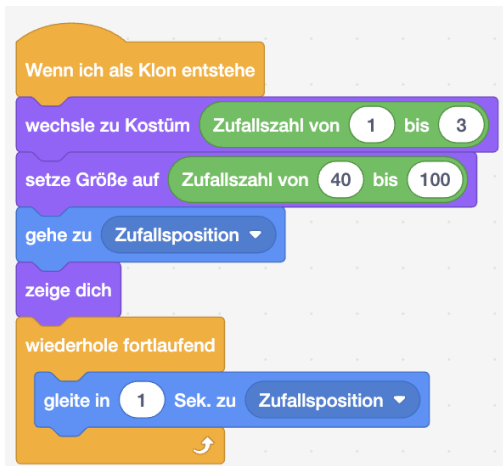 Wenn ich als Klon entstehe
wechsle zu Kostüm Zufallszahl von 1 bis 3
setze Größe auf Zufallszahl von 40 bis 100
gehe zu Zufallsposition
zeige dich
wiederhole fortlaufend
gleite in 1 Sek. zu Zufallsposition